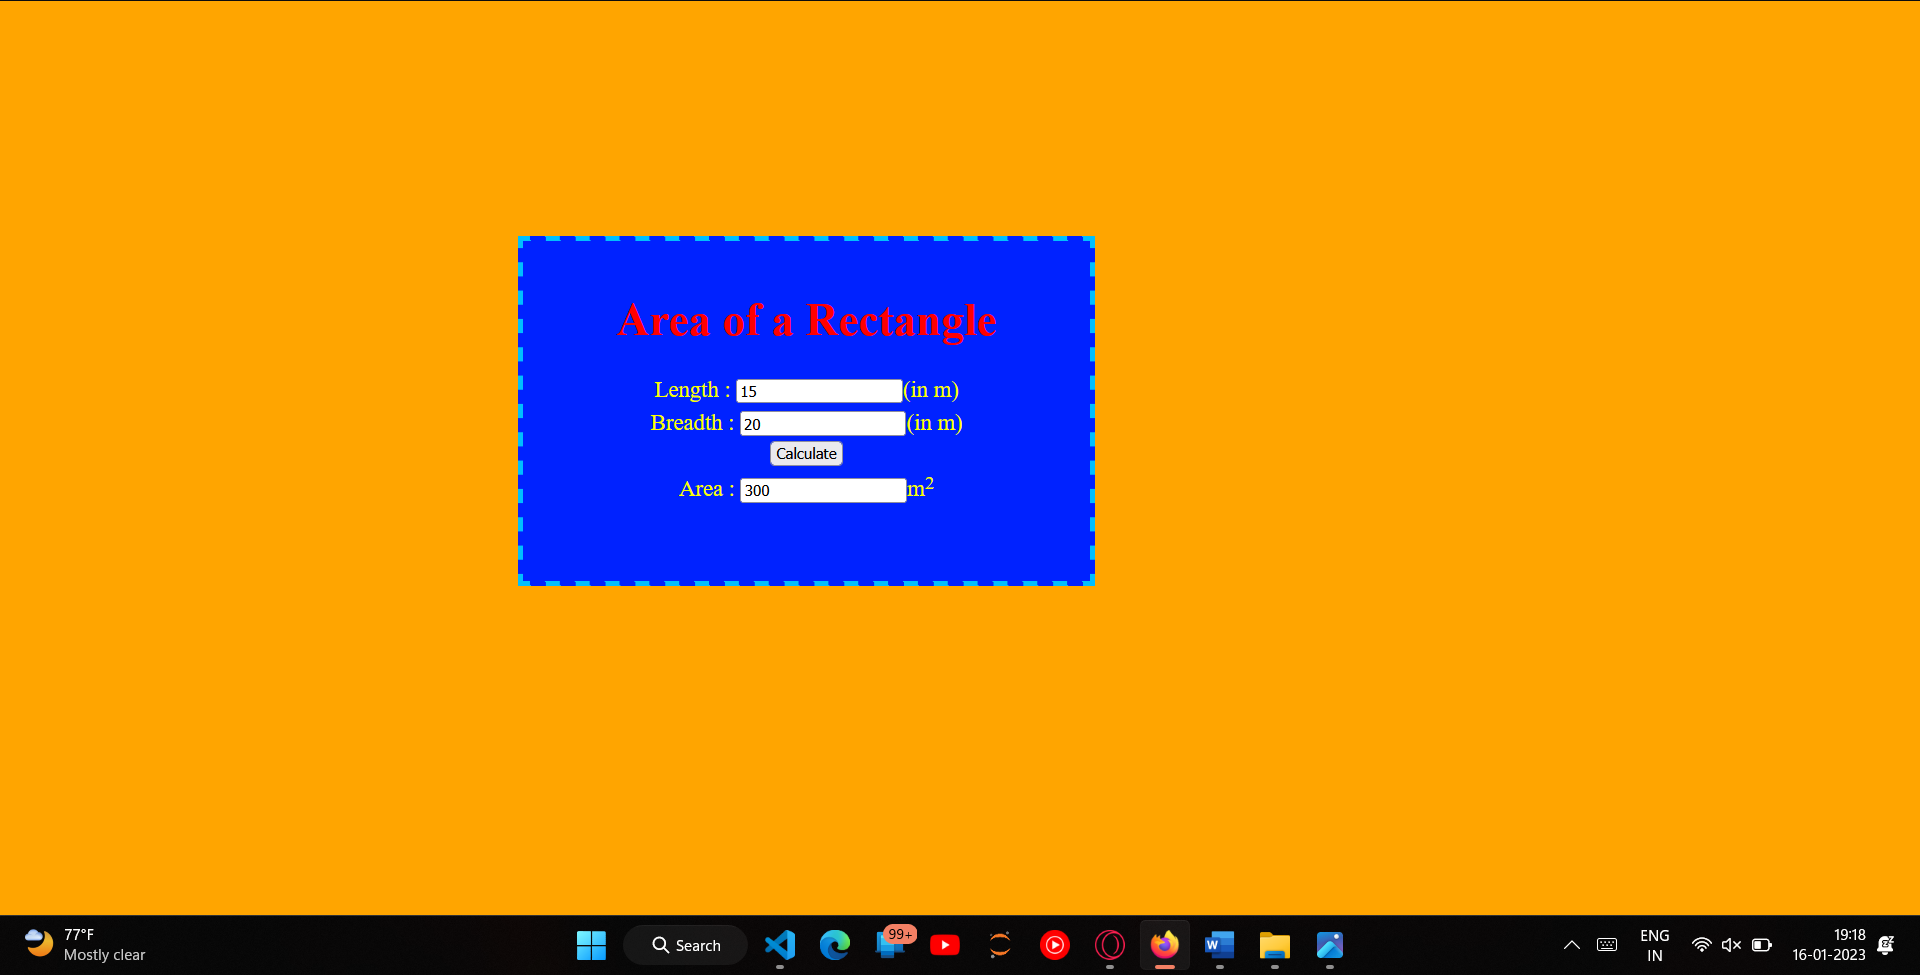 Area of a Rectangle
Length : 15 (in m)
Breadth : 20 (in m)
Calculate
Area : 300 m²
77°F
Mostly clear
Search
99+
W
ENG
IN
19:18
16-01-2023